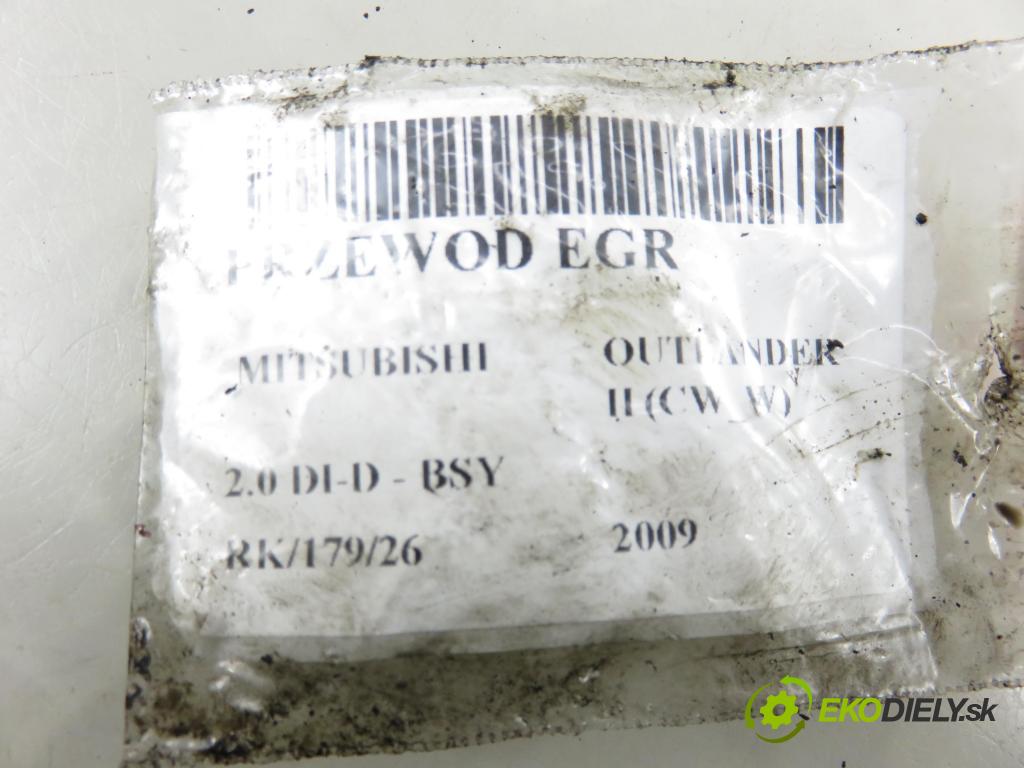 PRZEWOD EGR
MITSUBISHI
OUTLANDER
II (CW_W)
2.0 DI-D - BSY
RK/179/26
2009
EKODIELY.sk